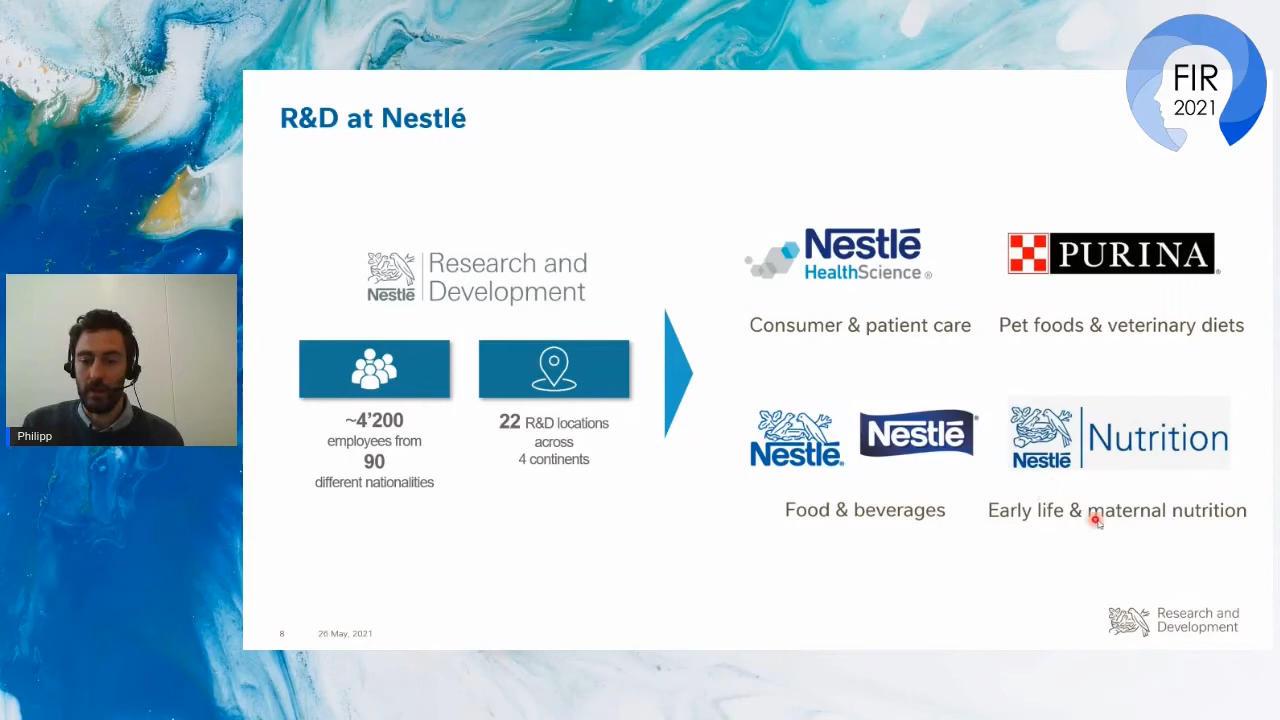 FIR
2021
R&D at Nestlé
Nestlé
Research and
Development
~4'200
employees from
90
different nationalities
22 R&D locations
across
4 continents
Nestlé
HealthScience®
Consumer & patient care
PURINA®
Pet foods & veterinary diets
Nestlé®
Nestlé®
Food & beverages
Nestlé
Nutrition
Early life & maternal nutrition
Philipp
8
26 May, 2021
Research and
Development